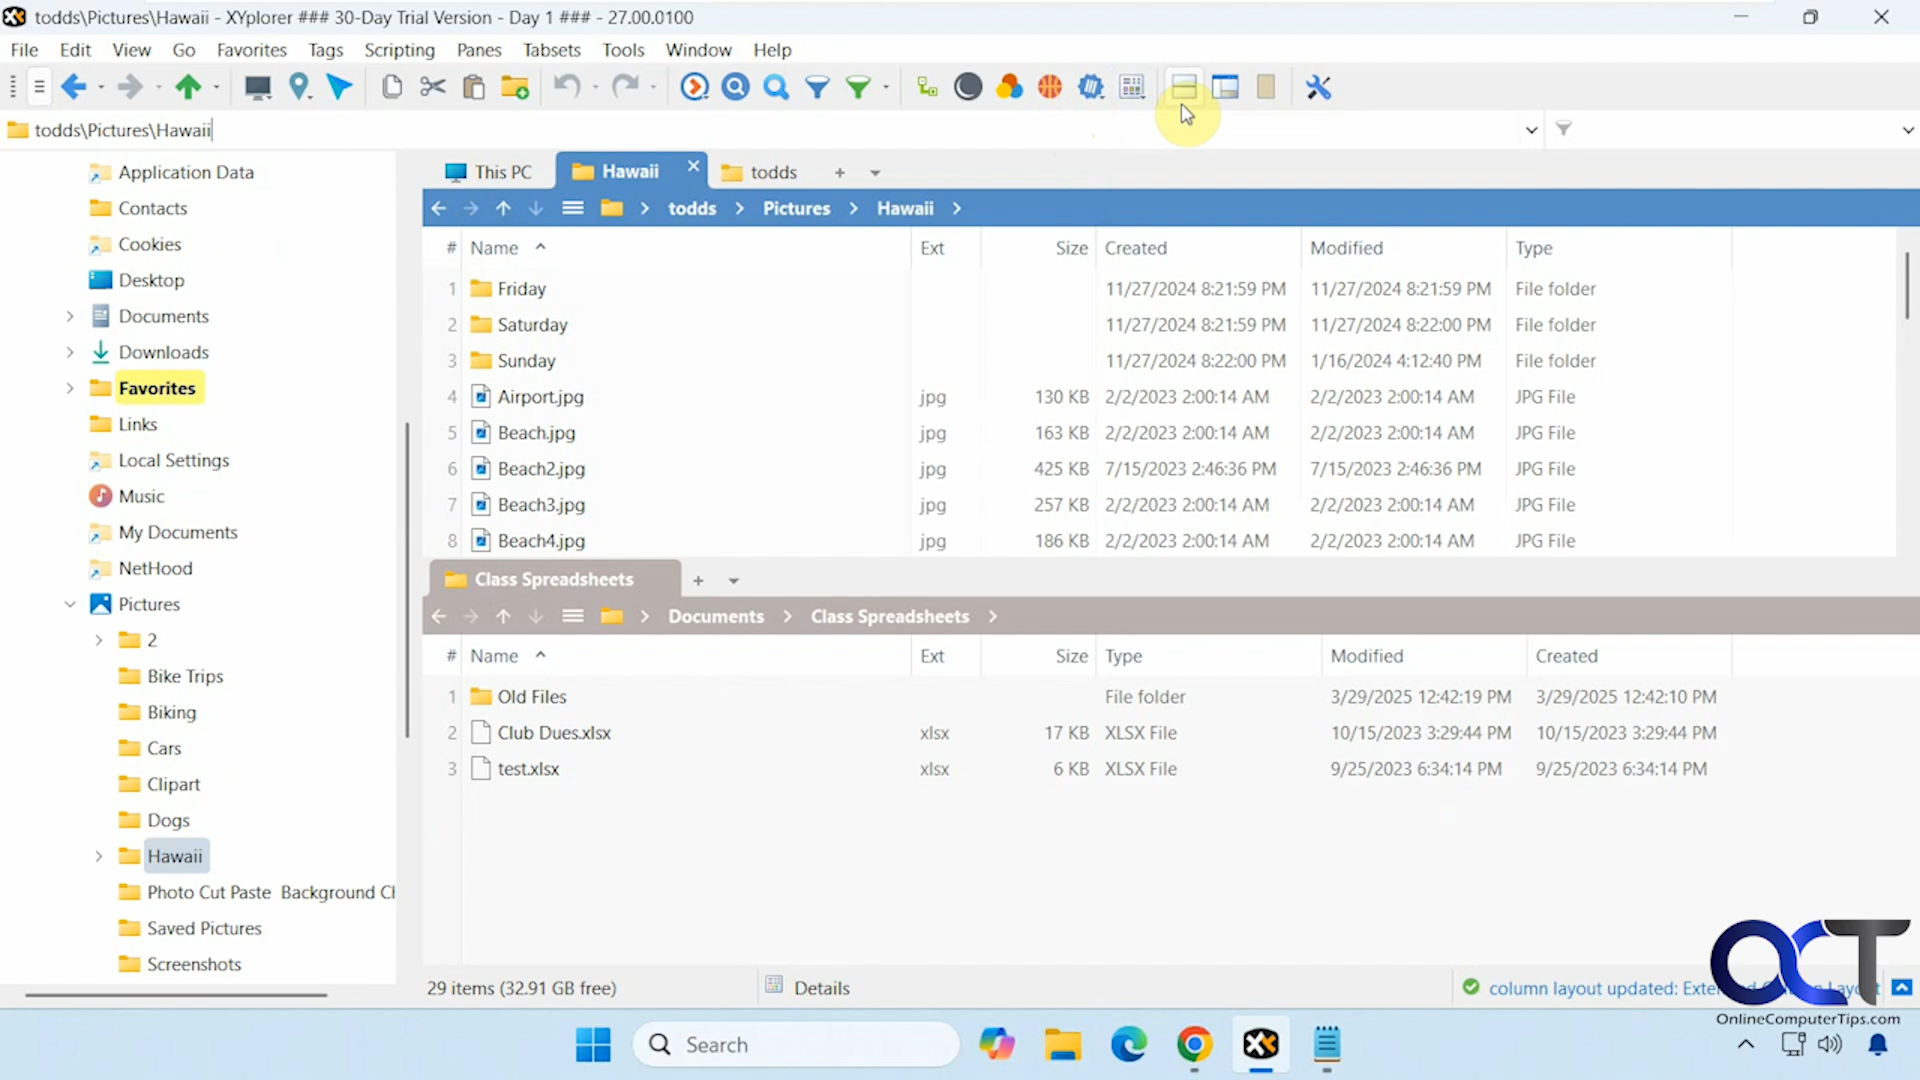 todds\Pictures\Hawaii - XYplorer ### 30-Day Trial Version - Day 1 ### - 27.00.0100
File Edit View Go Favorites Tags Scripting Panes Tabsets Tools Window Help
todds\Pictures\Hawaii
Application Data
Contacts
Cookies
Desktop
Documents
Downloads
Favorites
Links
Local Settings
Music
My Documents
NetHood
Pictures
2
Bike Trips
Biking
Cars
Clipart
Dogs
Hawaii
Photo Cut Paste Background
Saved Pictures
Screenshots
This PC Hawaii todds
todds Pictures Hawaii
# Name Ext Size Created Modified Type
1 Friday 11/27/2024 8:21:59 PM 11/27/2024 8:21:59 PM File folder
2 Saturday 11/27/2024 8:21:59 PM 11/27/2024 8:22:00 PM File folder
3 Sunday 11/27/2024 8:22:00 PM 1/16/2024 4:12:40 PM File folder
4 Airport.jpg jpg 130 KB 2/2/2023 2:00:14 AM 2/2/2023 2:00:14 AM JPG File
5 Beach.jpg jpg 163 KB 2/2/2023 2:00:14 AM 2/2/2023 2:00:14 AM JPG File
6 Beach2.jpg jpg 425 KB 7/15/2023 2:46:36 PM 7/15/2023 2:46:36 PM JPG File
7 Beach3.jpg jpg 257 KB 2/2/2023 2:00:14 AM 2/2/2023 2:00:14 AM JPG File
8 Beach4.jpg jpg 186 KB 2/2/2023 2:00:14 AM 2/2/2023 2:00:14 AM JPG File
Class Spreadsheets
Documents Class Spreadsheets
# Name Ext Size Type Modified Created
1 Old Files File folder 3/29/2025 12:42:19 PM 3/29/2025 12:42:10 PM
2 Club Dues.xlsx xlsx 17 KB XLSX File 10/15/2023 3:29:44 PM 10/15/2023 3:29:44 PM
3 test.xlsx xlsx 6 KB XLSX File 9/25/2023 6:34:14 PM 9/25/2023 6:34:14 PM
29 items (32.91 GB free) Details column layout updated:
OCT
OnlineComputerTips.com
Search